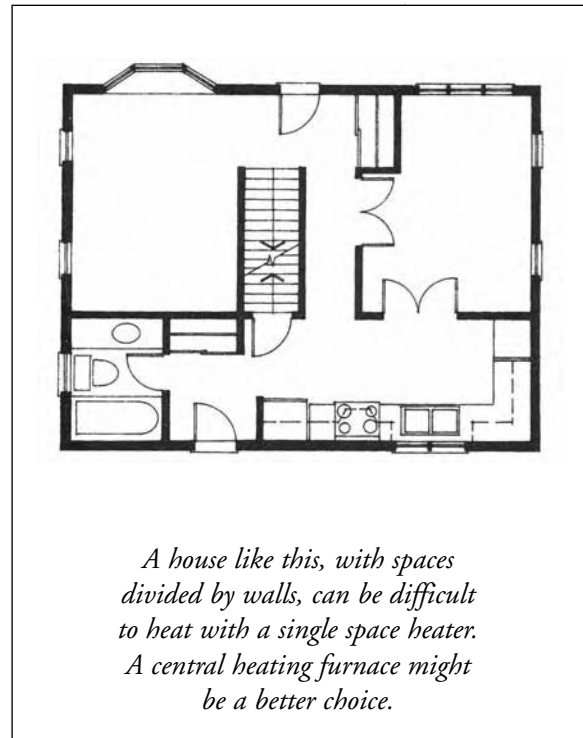 A house like this, with spaces
divided by walls, can be difficult
to heat with a single space heater.
A central heating furnace might
be a better choice.